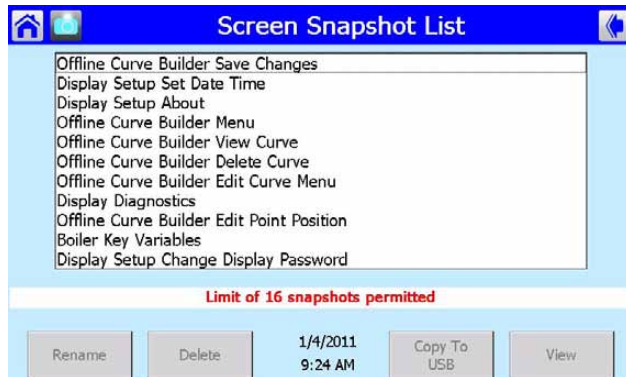 Screen Snapshot List
Offline Curve Builder Save Changes
Display Setup Set Date Time
Display Setup About
Offline Curve Builder Menu
Offline Curve Builder View Curve
Offline Curve Builder Delete Curve
Offline Curve Builder Edit Curve Menu
Display Diagnostics
Offline Curve Builder Edit Point Position
Boiler Key Variables
Display Setup Change Display Password
Limit of 16 snapshots permitted
Rename
Delete
1/4/2011
9:24 AM
Copy To
USB
View